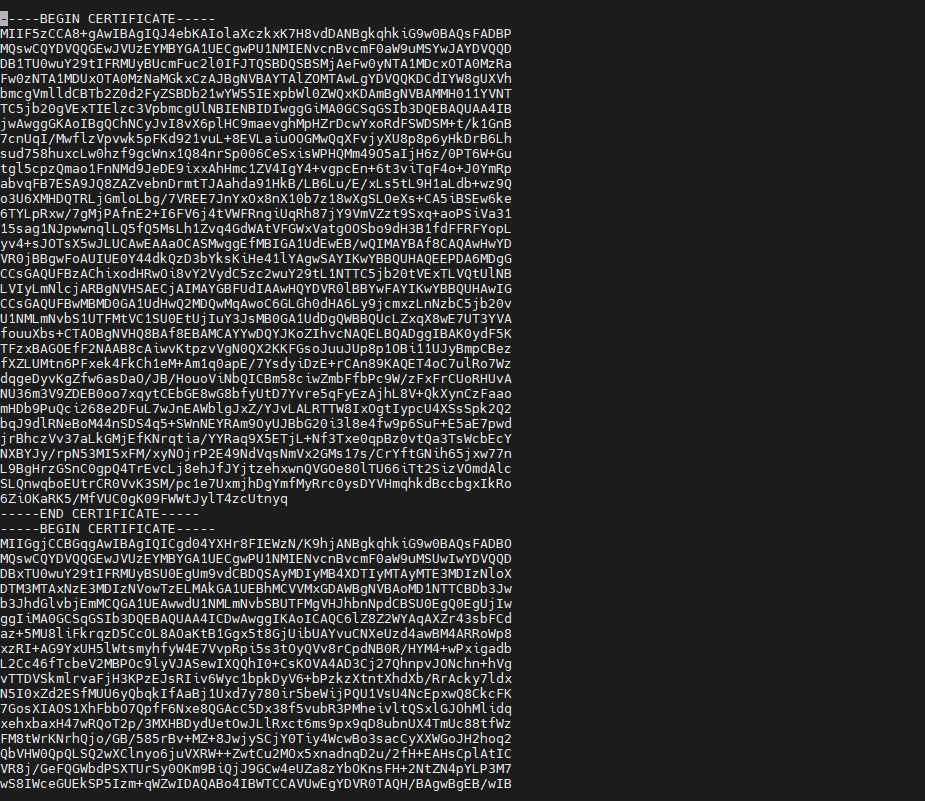 -----BEGIN CERTIFICATE-----
MIIF5zCCA8+gAwIBAgIQJ4ebKAIolaXczkxK7H8vdDANBgkqhkiG9w0BAQsFADBP
MQswCQYDVQQGEwJVUzEYMBYGA1UECgwPU1NMIENvcnBvcmF0aW9uMSYwJAYDVQQD
DB1TU0wuY29tIFRMUyBUcmFuc2l0IFJTQSBDQSBSMjAeFw0yNTA1MDcxOTA0MzRa
Fw0zNTA1MDUxOTA0MzNaMGkxCzAJBgNVBAYTAlZOMTAwLgYDVQQKDCdIYW8gUXVh
bmcgVmlldCBTb2Z0d2FyZSBDb21wYW55IExpbWl0ZWQxKDAmBgNVBAMMH011YVNT
TC5jb20gVExTIElzc3VpbmcgUlNBIENBIDIwggGiMA0GCSqGSIb3DQEBAQUAA4IB
jwAwggGKAoIBgQChNCyJvI8vX6plHC9maevghMpHZrDcwYxoRdFSWDSM+t/k1GnB
7cnUqI/MwflzVpvwk5pFKd921vuL+8EVLaiuOOGMwQqXFvjyXU8p8p6yHkDrB6Lh
sud758huxcLw0hzf9gcWnx1Q84nrSp006CeSxisWPHQMm49O5aIjH6z/0PT6W+Gu
tgl5cpzQmao1FnNMd9JeDE9ixxAhHmc1ZV4IgY4+vgpcEn+6t3viTqF4o+J0YmRp
abvqFB7ESA9JQ8ZAZvebnDrmtTJAahda91HkB/LB6Lu/E/xLs5tL9H1aLdb+wz9Q
o3U6XMHDQTRLjGmloLbg/7VREE7JnYxOx8nX10b7z18wXgSLOeXs+CA5iBSEw6ke
6TYLpRxw/7gMjPAfnE2+I6FV6j4tVWFRngiUqRh87jY9VmVZzt9Sxq+aoPSiVa31
15sag1NJpwwnqlLQ5fQ5MsLh1Zvq4GdWAtVFGWxVatgOOSbo9dH3B1fdFFRFYopL
yv4+sJOTsX5wJLUCAwEAAaOCASMwggEfMBIGA1UdEwEB/wQIMAYBAf8CAQAwHwYD
VR0jBBgwFoAUIUE0Y44dkQzD3bYksKiHe41lYAgwSAYIKwYBBQUHAQEEPDA6MDgG
CCsGAQUFBzAChixodHRwOi8vY2VydC5zc2wuY29tL1NTTC5jb20tVExTLVQtUlNB
LVIyLmNlcjARBgNVHSAECjAIMAYGBFUdIAAwHQYDVR0lBBYwFAYIKwYBBQUHAwIG
CCsGAQUFBwMBMD0GA1UdHwQ2MDQwMqAwoC6GLGh0dHA6Ly9jcmxzLnNzbC5jb20v
U1NMLmNvbS1UTFMtVC1SU0EtUjIuY3JsMB0GA1UdDgQWBBQUcLZxqX8wE7UT3YVA
fouuXbs+CTAOBgNVHQ8BAf8EBAMCAYYwDQYJKoZIhvcNAQELBQADggIBAK0ydF5K
TFzxBAGOEfF2NAAB8cAiwvKtpzvVgN0QX2KKFGsoJuuJUp8p1OBi11UJyBmpCBez
fXZLUMtn6PFxek4FkCh1eM+Am1q0apE/7YsdyiDzE+rCAn89KAQET4oC7ulRo7Wz
dqgeDyvKgZfw6asDaO/JB/HouoViNbQICBm58ciwZmbFfbPc9W/zFxFrCUoRHUvA
NU36m3V9ZDEB0oo7xqytCEbGE8wG8bfyUtD7Yvre5qFyEzAjhL8V+QkXynCzFaao
mHDb9PuQci268e2DFuL7wJnEAWblgJxZ/YJvLALRTTW8IxOgtIypcU4XSsSpk2Q2
bqJ9dlRNeBoM44nSDS4q5+SWnNEYRAm9OyUJBbG20i3l8e4fw9p6SuF+E5aE7pwd
jrBhczVv37aLkGMjEfKNrqtia/YYRaq9X5ETjL+Nf3Txe0qpBz0vtQa3TsWcbEcY
NXBYJy/rpN53MI5xFM/xyNOjrP2E49NdVqsNmVx2GMs17s/CrYftGNih65jxw77n
L9BgHrzGSnC0gpQ4TrEvcLj8ehJfJYjtzehxwnQVGOe80lTU66iTt2SizVOmdAlc
SLQnwqboEUtrCR0VvK3SM/pc1e7UxmjhDgYmfMyRrc0ysDYVHmqhkdBccbgxIkRo
6ZiOKaRK5/MfVUC0gK09FWWtJylT4zcUtnyq
-----END CERTIFICATE-----
-----BEGIN CERTIFICATE-----
MIIGgjCCBGqgAwIBAgIQICgd04YXHr8FIEWzN/K9hjANBgkqhkiG9w0BAQsFADBO
MQswCQYDVQQGEwJVUzEYMBYGA1UECgwPU1NMIENvcnBvcmF0aW9uMSUwIwYDVQQD
DBxTU0wuY29tIFRMUyBSU0EgUm9vdCBDQSAyMDIyMB4XDTIyMTAyMTE3MDIzNloX
DTM3MTAxNzE3MDIzNVowTzELMAkGA1UEBhMCVVMxGDAWBgNVBAoMD1NTTCBDb3Jw
b3JhdGlvbjEmMCQGA1UEAwwdU1NMLmNvbSBUTFMgVHJhbnNpdCBSU0EgQ0EgUjIw
ggIiMA0GCSqGSIb3DQEBAQUAA4ICDwAwggIKAoICAQC6lZ8Z2WYAqAXZr43sbFCd
az+5MU8liFkrqzD5CcOL8AOaKtB1Ggx5t8GjUibUAYvuCNXeUzd4awBM4ARRoWp8
xzRI+AG9YxUH5lWtsmyhfyW4E7VvpRpi5s3tOyQVv8rCpdNB0R/HYM4+wPxigadb
L2Cc46fTcbeV2MBPOc9lyVJASewIXQQhI0+CsKOVA4AD3Cj27QhnpvJONchn+hVg
vTTDVSkmlrvaFjH3KPzEJsRIiv6Wyc1bpkDyV6+bPzkzXtntXhdXb/RrAcky7ldx
N5I0xZd2ESfMUU6yQbqkIfAaBj1Uxd7y780ir5beWijPQU1VsU4NcEpxwQ8CkcFK
7GosXIAOS1XhFbbO7QpfF6Nxe8QGAcC5Dx38f5vubR3PMheivltQSxlGJOhMlidq
xehxbaxH47wRQoT2p/3MXHBDydUetOwJLlRxct6ms9px9qD8ubnUX4TmUc88tfWz
FM8tWrKNrhQjo/GB/585rBv+MZ+8JwjySCjY0Tiy4WcwBo3sacCyXXWGoJH2hoq2
QbVHW0QpQLSQ2wXClnyo6juVXRW++ZwtCu2MOx5xnadnqD2u/2fH+EAHsCplAtIC
VR8j/GeFQGWbdPSXTUrSy0OKm9BiQjJ9GCw4eUZa8zYbOKnsFH+2NtZN4pYLP3M7
wS8IWceGUEkSP5Izm+qWZwIDAQABo4IBWTCCAVUwEgYDVR0TAQH/BAgwBgEB/wIB